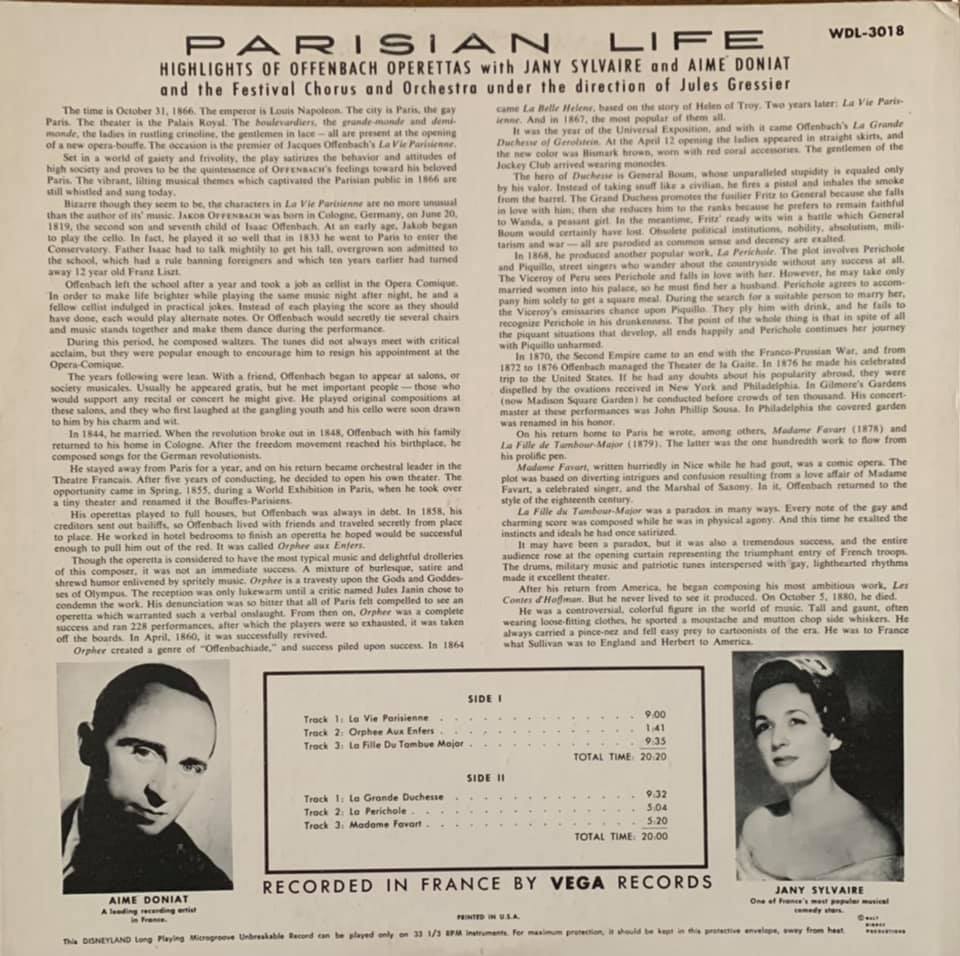 PARISIAN LIFE
WDL-3018
HIGHLIGHTS OF OFFENBACH OPERETTAS with JANY SYLVAIRE and AIME DONIAT
and the Festival Chorus and Orchestra under the direction of Jules Gressier
The time is October 31, 1866. The emperor is Louis Napoleon. The city is Paris, the gay
Paris. The theater is the Palais Royal. The boulevardiers, the grande-monde and demi-
monde, the ladies in rustling crinoline, the gentlemen in lace — all are present at the opening
of a new opera-bouffe. The occasion is the premier of Jacques Offenbach's La Vie Parisienne.
Set in a world of gaiety and frivolity, the play satirizes the behavior and attitudes of
high society and proves to be the quintessence of OFFENBACH's feelings toward his beloved
Paris. The vibrant, lilting musical themes which captivated the Parisian public in 1866 are
still whistled and sung today.
Bizarre though they seem to be, the characters in La Vie Parisienne are no more unusual
than the author of its' music. JAKOB OFFENBACH was born in Cologne, Germany, on June 20,
1819, the second son and seventh child of Isaac Offenbach. At an early age, Jakob began
to play the cello. In fact, he played it so well that in 1833 he went to Paris to enter the
Conservatory. Father Isaac had to talk mightily to get his tall, overgrown son admitted to
the school, which had a rule banning foreigners and which ten years earlier had turned
away 12 year old Franz Liszt.
Offenbach left the school after a year and took a job as cellist in the Opera Comique.
In order to make life brighter while playing the same music night after night, he and a
fellow cellist indulged in practical jokes. Instead of each playing the score as they should
have done, each would play alternate notes. Or Offenbach would secretly tie several chairs
and music stands together and make them dance during the performance.
During this period, he composed waltzes. The tunes did not always meet with critical
acclaim, but they were popular enough to encourage him to resign his appointment at the
Opera-Comique.
The years following were lean. With a friend, Offenbach began to appear at salons, or
society musicales. Usually he appeared gratis, but he met important people — those who
would support any recital or concert he might give. He played original compositions at
these salons, and they who first laughed at the gangling youth and his cello were soon drawn
to him by his charm and wit.
In 1844, he married. When the revolution broke out in 1848, Offenbach with his family
returned to his home in Cologne. After the freedom movement reached his birthplace, he
composed songs for the German revolutionists.
He stayed away from Paris for a year, and on his return became orchestral leader in the
Theatre Francais. After five years of conducting, he decided to open his own theater. The
opportunity came in Spring, 1855, during a World Exhibition in Paris, when he took over
a tiny theater and renamed it the Bouffes-Parisiens.
His operettas played to full houses, but Offenbach was always in debt. In 1858, his
creditors sent out bailiffs, so Offenbach lived with friends and traveled secretly from place
to place. He worked in hotel bedrooms to finish an operetta he hoped would be successful
enough to pull him out of the red. It was called Orphee aux Enfers.
Though the operetta is considered to have the most typical music and delightful drolleries
of this composer, it was not an immediate success. A mixture of burlesque, satire and
shrewd humor enlivened by spritely music. Orphee is a travesty upon the Gods and Goddes-
ses of Olympus. The reception was only lukewarm until a critic named Jules Janin chose to
condemn the work. His denunciation was so bitter that all of Paris felt compelled to see an
operetta which warranted such a verbal onslaught. From then on, Orphee was a complete
success and ran 228 performances, after which the players were so exhausted, it was taken
off the boards. In April, 1860, it was successfully revived.
Orphee created a genre of "Offenbachiade," and success piled upon success. In 1864
came La Belle Helene, based on the story of Helen of Troy. Two years later: La Vie Paris-
ienne. And in 1867, the most popular of them all.
It was the year of the Universal Exposition, and with it came Offenbach's La Grande
Duchesse of Gerolstein. At the April 12 opening the ladies appeared in straight skirts, and
the new color was Bismark brown, worn with red coral accessories. The gentlemen of the
Jockey Club arrived wearing monocles.
The hero of Duchesse is General Boum, whose unparalleled stupidity is equaled only
by his valor. Instead of taking snuff like a civilian, he fires a pistol and inhales the smoke
from the barrel. The Grand Duchess promotes the fusilier Fritz to General because she falls
in love with him; then she reduces him to the ranks because he prefers to remain faithful
to Wanda, a peasant girl. In the meantime, Fritz' ready wits win a battle which General
Boum would certainly have lost. Obsolete political institutions, nobility, absolutism, mili-
tarism and war — all are parodied as common sense and decency are exalted.
In 1868, he produced another popular work, La Perichole. The plot involves Perichole
and Piquillo, street singers who wander about the countryside without any success at all.
The Viceroy of Peru sees Perichole and falls in love with her. However, he may take only
married women into his palace, so he must find her a husband. Perichole agrees to accom-
pany him solely to get a square meal. During the search for a suitable person to marry her,
the Viceroy's emissaries chance upon Piquillo. They ply him with drink, and he fails to
recognize Perichole in his drunkenness. The point of the whole thing is that in spite of all
the piquant situations that develop, all ends happily and Perichole continues her journey
with Piquillo unharmed.
In 1870, the Second Empire came to an end with the Franco-Prussian War, and from
1872 to 1876 Offenbach managed the Theater de la Gaite. In 1876 he made his celebrated
trip to the United States. If he had any doubts about his popularity abroad, they were
dispelled by the ovations received in New York and Philadelphia. In Gilmore's Gardens
(now Madison Square Garden) he conducted before crowds of ten thousand. His concert-
master at these performances was John Phillip Sousa. In Philadelphia the covered garden
was renamed in his honor.
On his return home to Paris he wrote, among others, Madame Favart (1878) and
La Fille de Tambour-Major (1879). The latter was the one hundredth work to flow from
his prolific pen.
Madame Favart, written hurriedly in Nice while he had gout, was a comic opera. The
plot was based on diverting intrigues and confusion resulting from a love affair of Madame
Favart, a celebrated singer, and the Marshal of Saxony. In it, Offenbach returned to the
style of the eighteenth century.
La Fille du Tambour-Major was a paradox in many ways. Every note of the gay and
charming score was composed while he was in physical agony. And this time he exalted the
instincts and ideals he had once satirized.
It may have been a paradox, but it was also a tremendous success, and the entire
audience rose at the opening curtain representing the triumphant entry of French troops.
The drums, military music and patriotic tunes interspersed with gay, lighthearted rhythms
made it excellent theater.
After his return from America, he began composing his most ambitious work, Les
Contes d'Hoffman. But he never lived to see it produced. On October 5, 1880, he died.
He was a controversial, colorful figure in the world of music. Tall and gaunt, often
wearing loose-fitting clothes, he sported a moustache and mutton chop side whiskers. He
always carried a pince-nez and fell easy prey to cartoonists of the era. He was to France
what Sullivan was to England and Herbert to America.
SIDE I
Track 1: La Vie Parisienne . . . . . . . . . . . . 9:00
Track 2: Orphee Aux Enfers . . . . . . . . . . . . 1:41
Track 3: La Fille Du Tambue Major . . . . . . . . . . 9:35
TOTAL TIME: 20:20
SIDE II
Track 1: La Grande Duchesse . . . . . . . . . . . . 9:32
Track 2: La Perichole . . . . . . . . . . . . . . 5:04
Track 3: Madame Favart . . . . . . . . . . . . . 5:20
TOTAL TIME: 20:00
RECORDED IN FRANCE BY VEGA RECORDS
AIME DONIAT
A leading recording artist
in France.
JANY SYLVAIRE
One of France's most popular musical
comedy stars.
PRINTED IN U.S.A.
© WALT
DISNEY
PRODUCTIONS
This DISNEYLAND Long Playing Microgroove Unbreakable Record can be played only on 33 1/3 RPM instruments. For maximum protection, it should be kept in this protective envelope, away from heat.